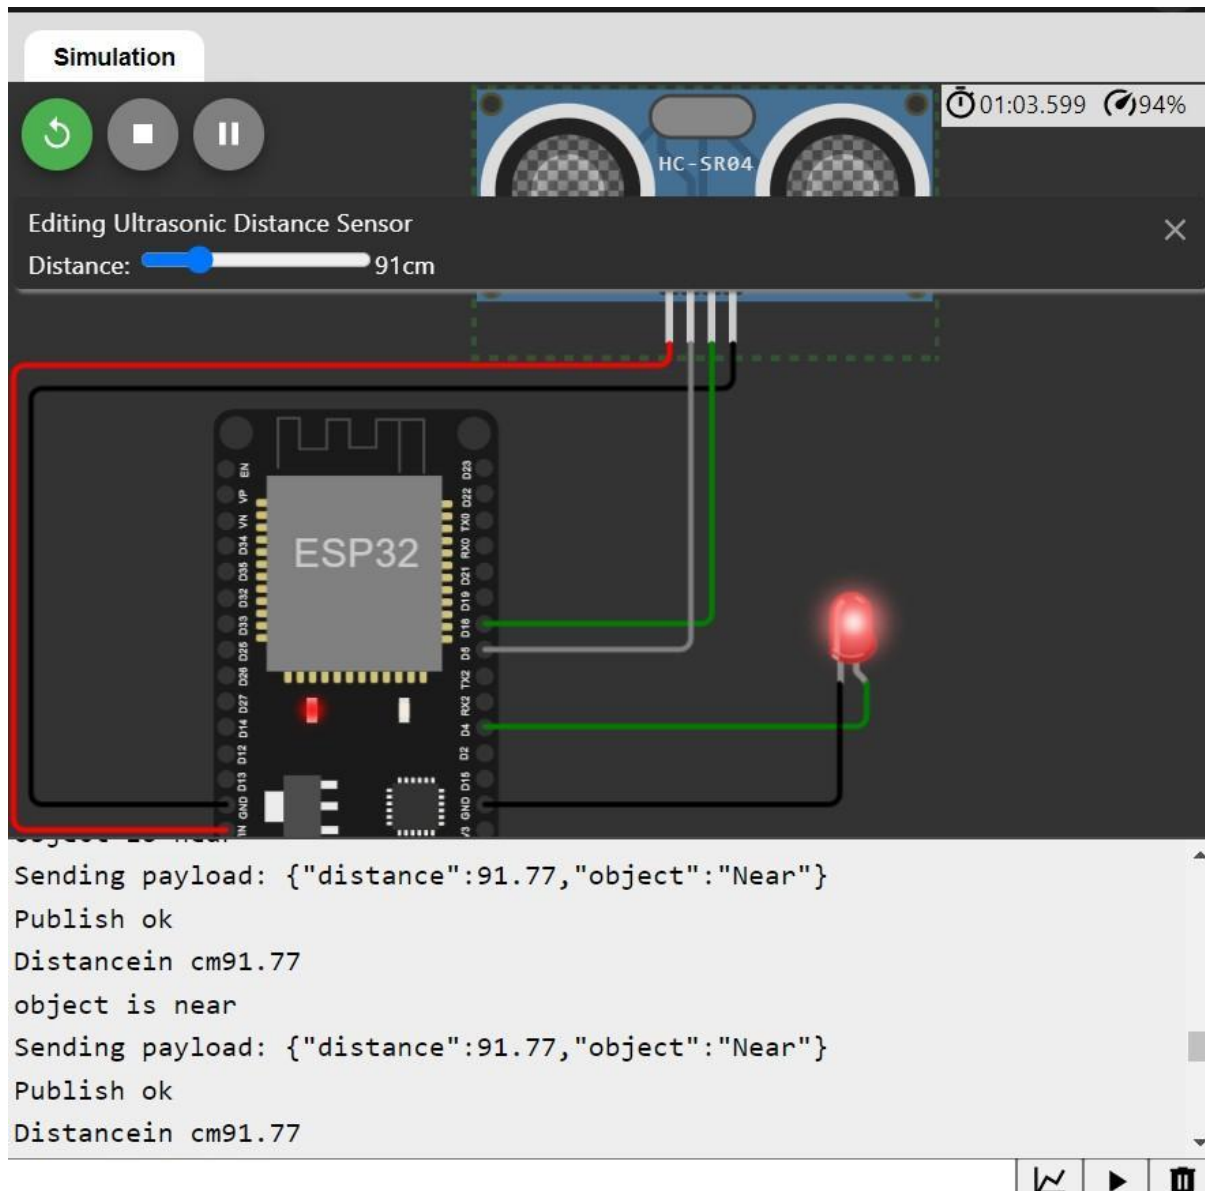 Simulation
01:03.599 94%
HC-SR04
Editing Ultrasonic Distance Sensor
Distance: 91cm
ESP32
EN
VP
VN
D34
D35
D32
D33
D25
D26
D27
D14
D12
D13
GND
D23
D22
TX0
RX0
D21
D19
D18
D5
TX2
RX2
D4
D2
D15
GND
object is near
Sending payload: {"distance":91.77,"object":"Near"}
Publish ok
Distancein cm91.77
object is near
Sending payload: {"distance":91.77,"object":"Near"}
Publish ok
Distancein cm91.77